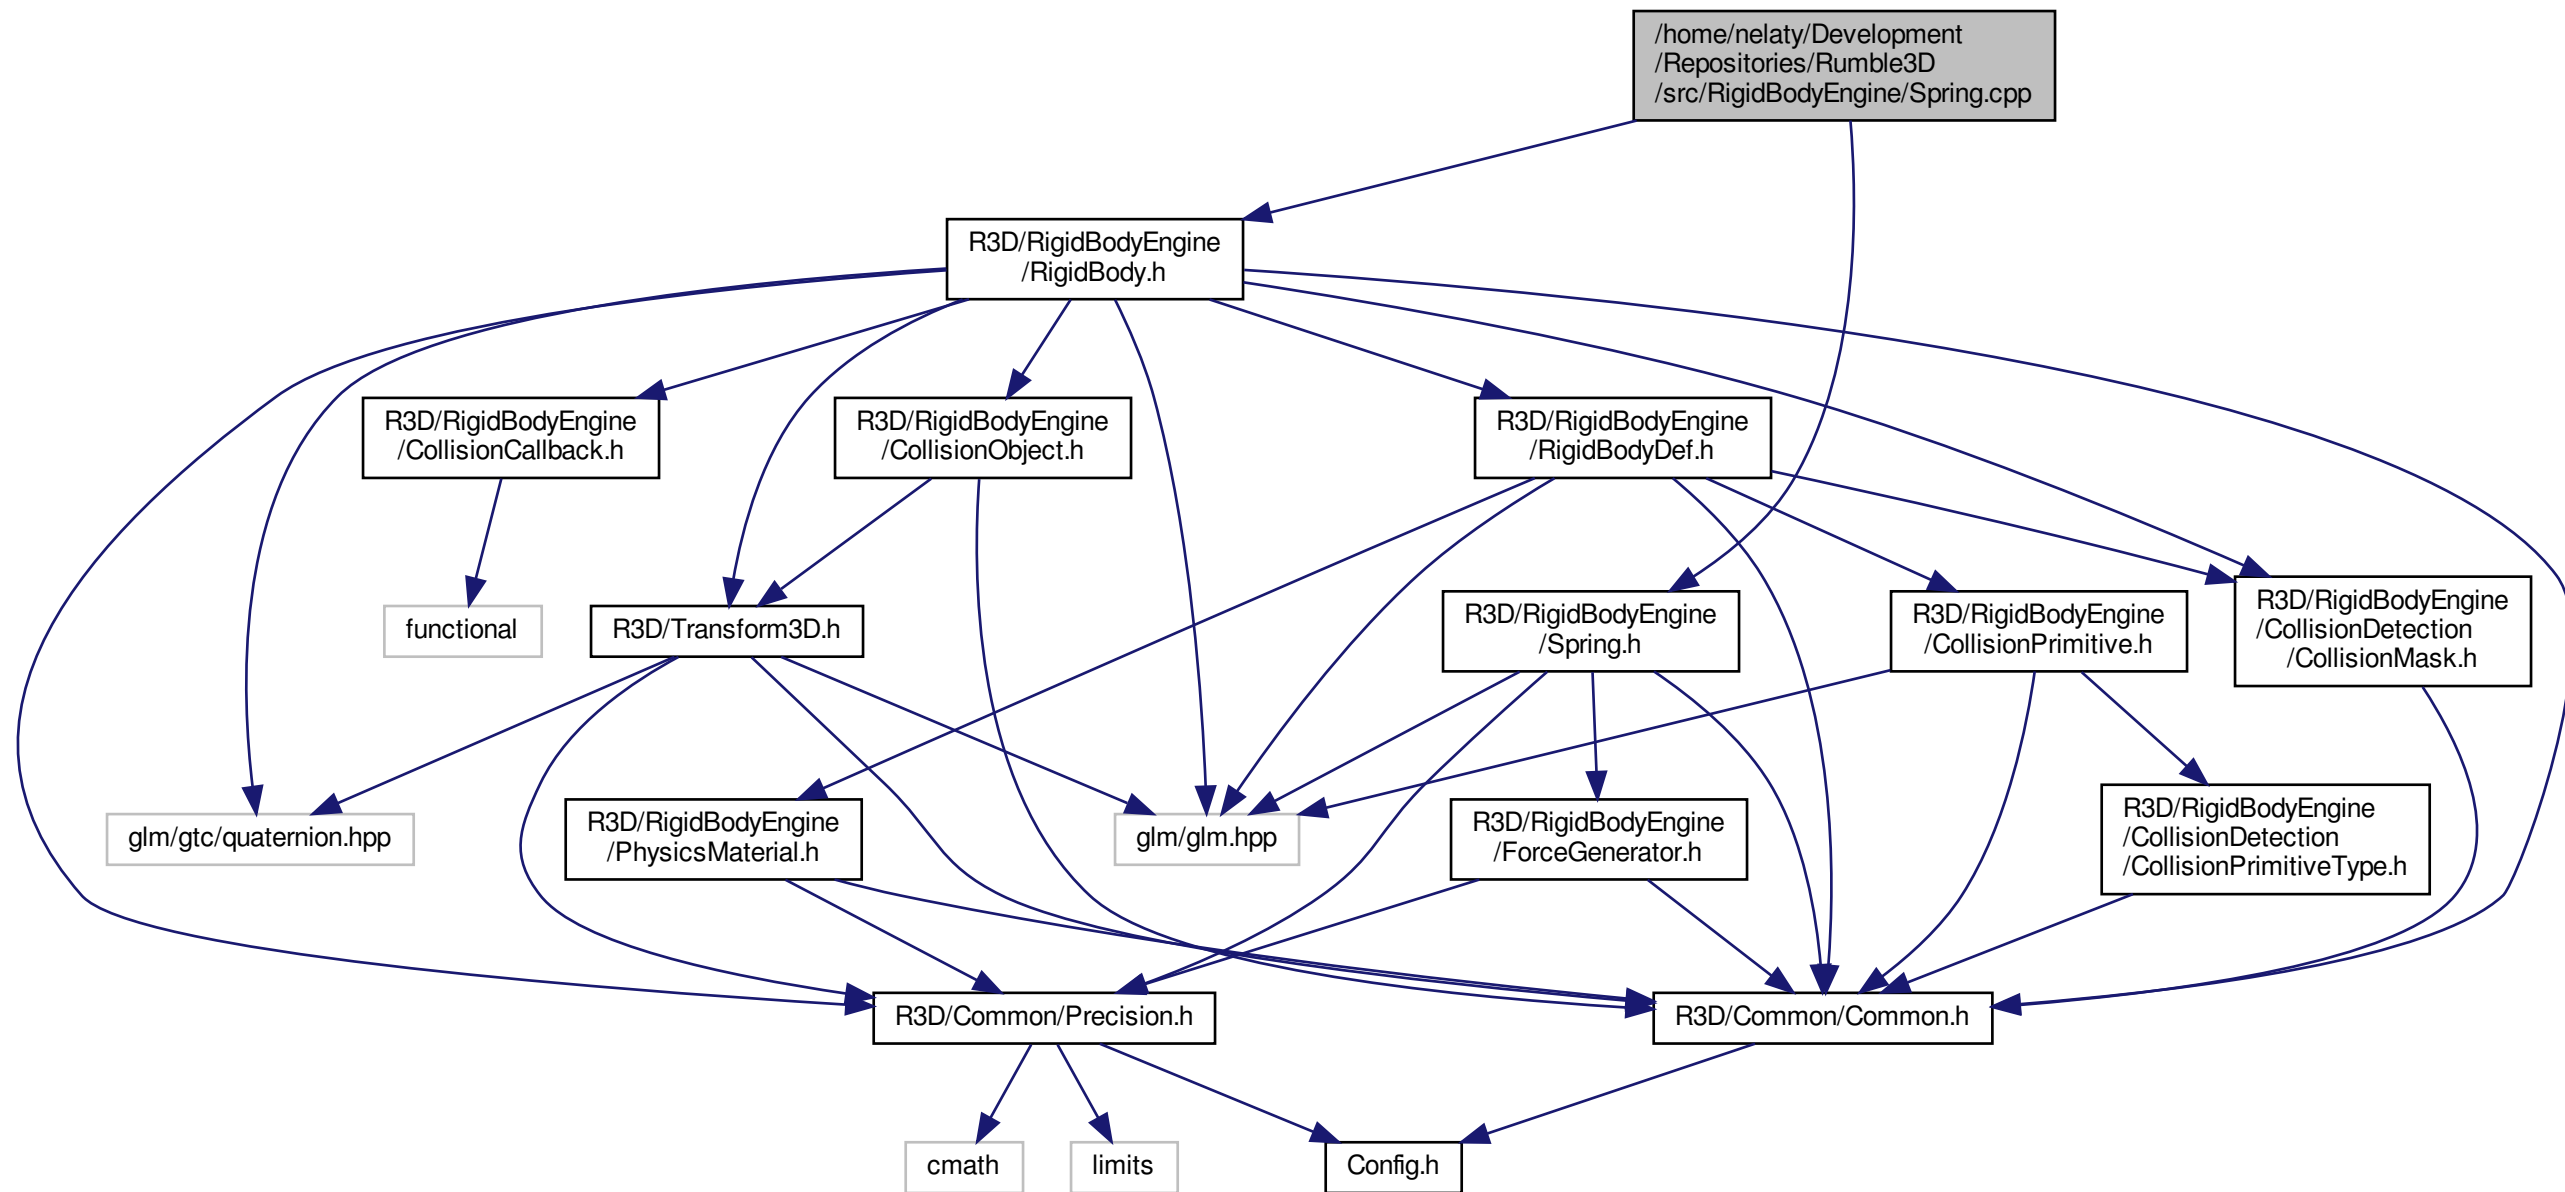 /home/nelaty/Development
/Repositories/Rumble3D
/src/RigidBodyEngine/Spring.cpp
R3D/RigidBodyEngine
/RigidBody.h
R3D/RigidBodyEngine
/CollisionCallback.h
R3D/RigidBodyEngine
/CollisionObject.h
R3D/RigidBodyEngine
/RigidBodyDef.h
functional
R3D/Transform3D.h
R3D/RigidBodyEngine
/Spring.h
R3D/RigidBodyEngine
/CollisionPrimitive.h
R3D/RigidBodyEngine
/CollisionDetection
/CollisionMask.h
glm/gtc/quaternion.hpp
R3D/RigidBodyEngine
/PhysicsMaterial.h
glm/glm.hpp
R3D/RigidBodyEngine
/ForceGenerator.h
R3D/RigidBodyEngine
/CollisionDetection
/CollisionPrimitiveType.h
R3D/Common/Precision.h
R3D/Common/Common.h
cmath
limits
Config.h